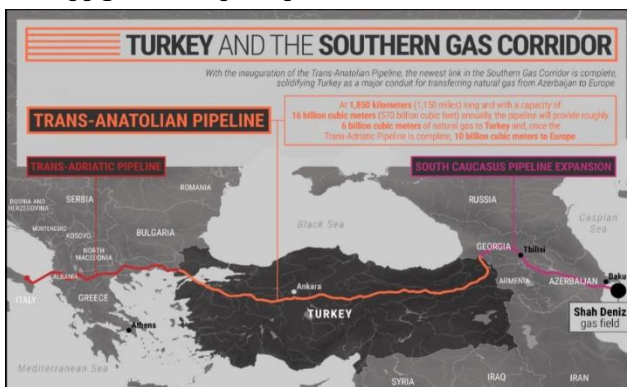 TURKEY AND THE SOUTHERN GAS CORRIDOR
With the inauguration of the Trans-Anatolian Pipeline, the newest link in the Southern Gas Corridor is complete,
solidifying Turkey as a major conduit for transferring natural gas from Azerbaijan to Europe.
TRANS-ANATOLIAN PIPELINE
At 1,850 kilometers (1,150 miles) long and with a capacity of
16 billion cubic meters (570 billion cubic feet) annually, the pipeline will provide roughly
6 billion cubic meters of natural gas to Turkey and, once the
Trans-Adriatic Pipeline is complete, 10 billion cubic meters to Europe.
TRANS-ADRIATIC PIPELINE
SOUTH CAUCASUS PIPELINE EXPANSION
ROMANIA
RUSSIA
BOSNIA AND
HERZEGOVINA
SERBIA
Caspian
Sea
MONTENEGRO
KOSOVO
BULGARIA
Black Sea
NORTH
MACEDONIA
GEORGIA
Tbilisi
ALBANIA
ITALY
GREECE
Ankara
ARMENIA
AZERBAIJAN
Baku
TURKEY
Shah Deniz
gas field
Athens
Mediterranean Sea
SYRIA
IRAQ
IRAN